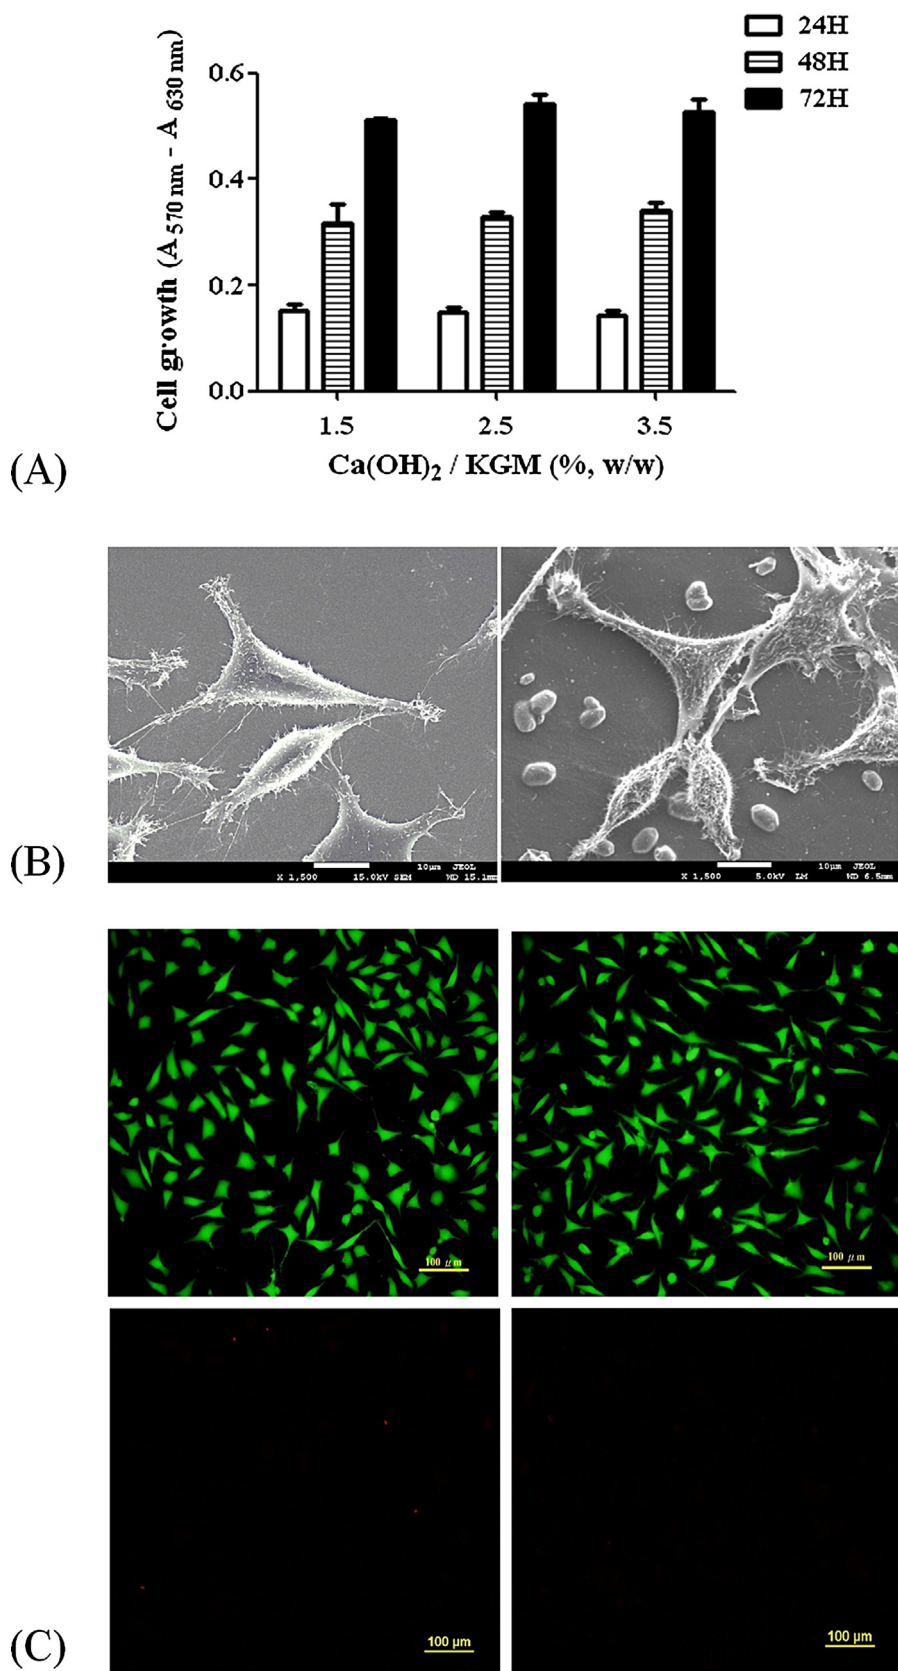 24H
48H
72H
Cell growth (A 570 nm - A 630 nm)
0.6
0.4
0.2
0.0
1.5 2.5 3.5
Ca(OH)2 / KGM (%, w/w)
(A)
10μm JEOL
X 1,500 15.0kV SEM WD 15.1mm
10μm JEOL
X 1,500 5.0kV LM WD 6.5mm
(B)
100 μm
100 μm
100 μm
100 μm
(C)